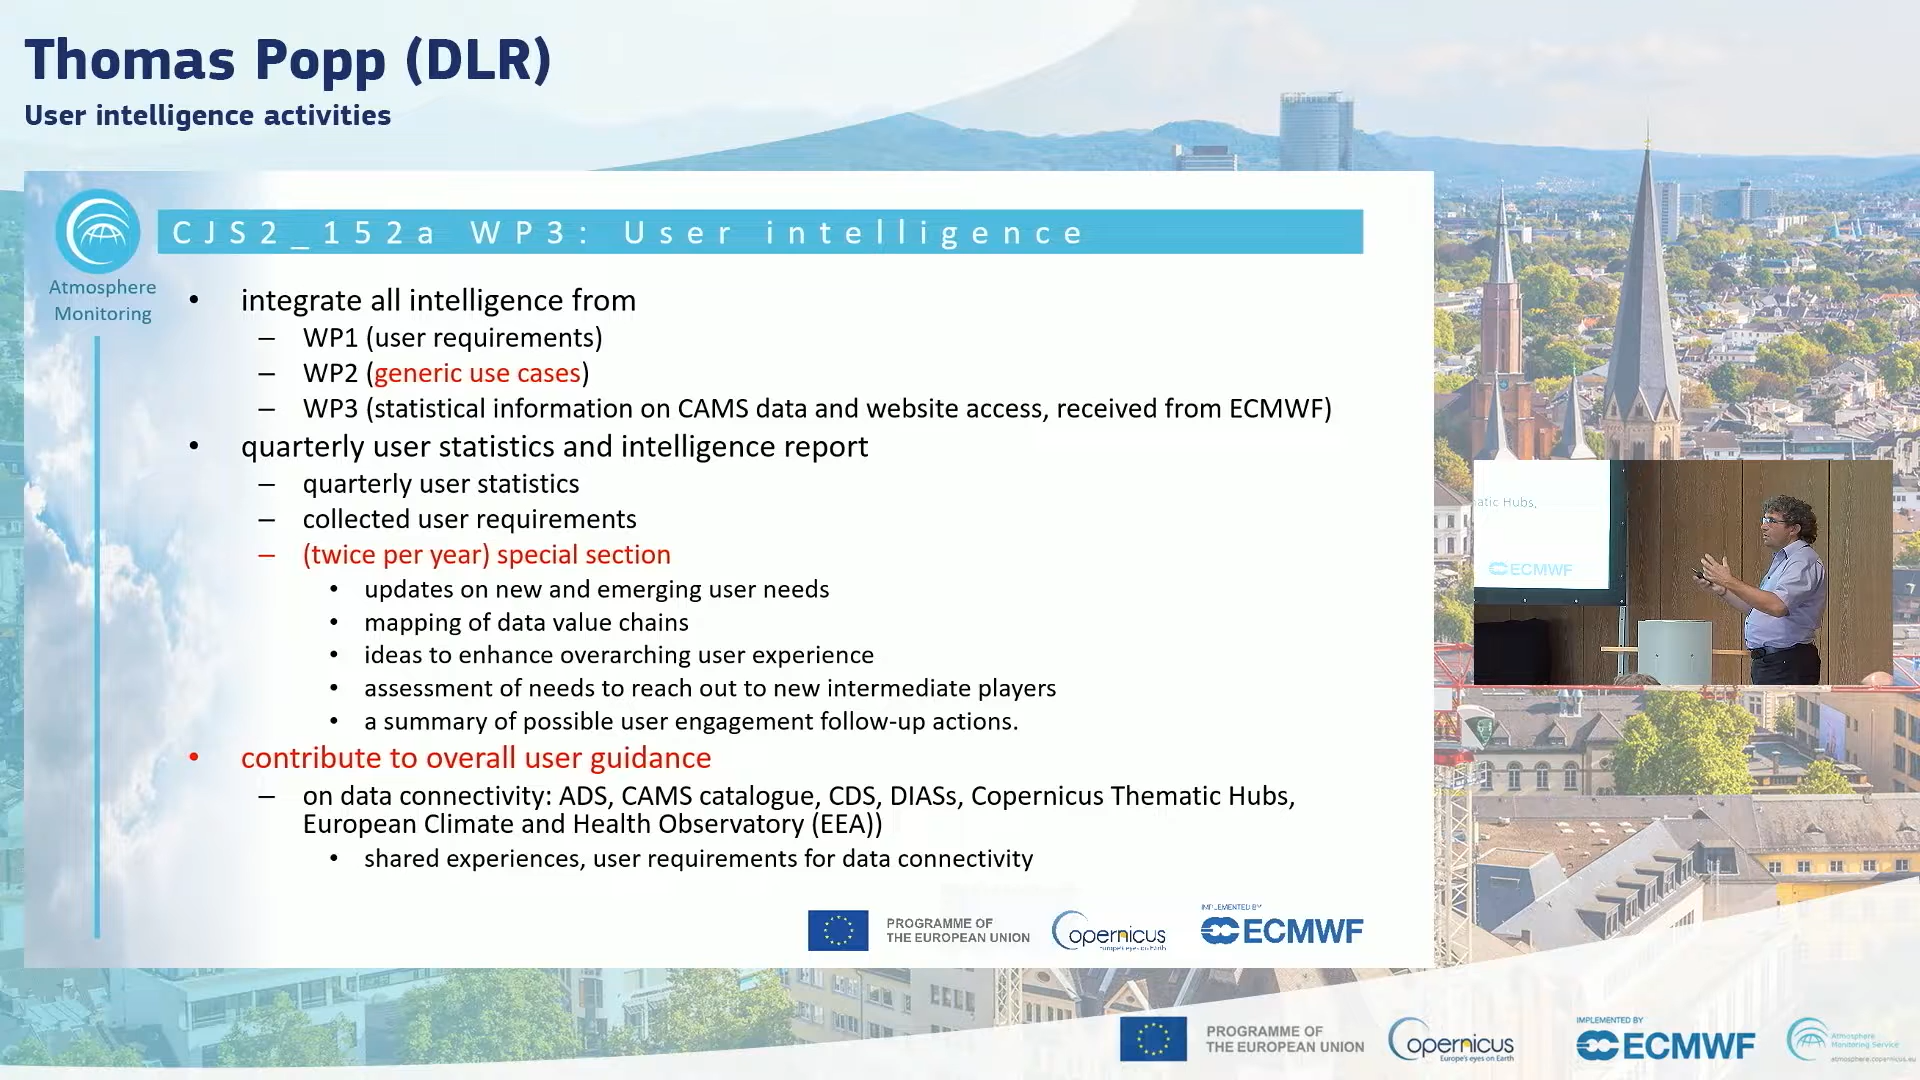 Thomas Popp (DLR)
User intelligence activities
Atmosphere
Monitoring
CJS2_152a WP3: User intelligence
• integrate all intelligence from
– WP1 (user requirements)
– WP2 (generic use cases)
– WP3 (statistical information on CAMS data and website access, received from ECMWF)
• quarterly user statistics and intelligence report
– quarterly user statistics
– collected user requirements
– (twice per year) special section
• updates on new and emerging user needs
• mapping of data value chains
• ideas to enhance overarching user experience
• assessment of needs to reach out to new intermediate players
• a summary of possible user engagement follow-up actions.
• contribute to overall user guidance
– on data connectivity: ADS, CAMS catalogue, CDS, DIASs, Copernicus Thematic Hubs,
European Climate and Health Observatory (EEA))
• shared experiences, user requirements for data connectivity
PROGRAMME OF
THE EUROPEAN UNION
opernicus
Europe's eyes on Earth
IMPLEMENTED BY
ECMWF
atic Hubs,
ECMWF
PROGRAMME OF
THE EUROPEAN UNION
opernicus
Europe's eyes on Earth
IMPLEMENTED BY
ECMWF
Atmosphere
Monitoring Service
atmosphere.copernicus.eu